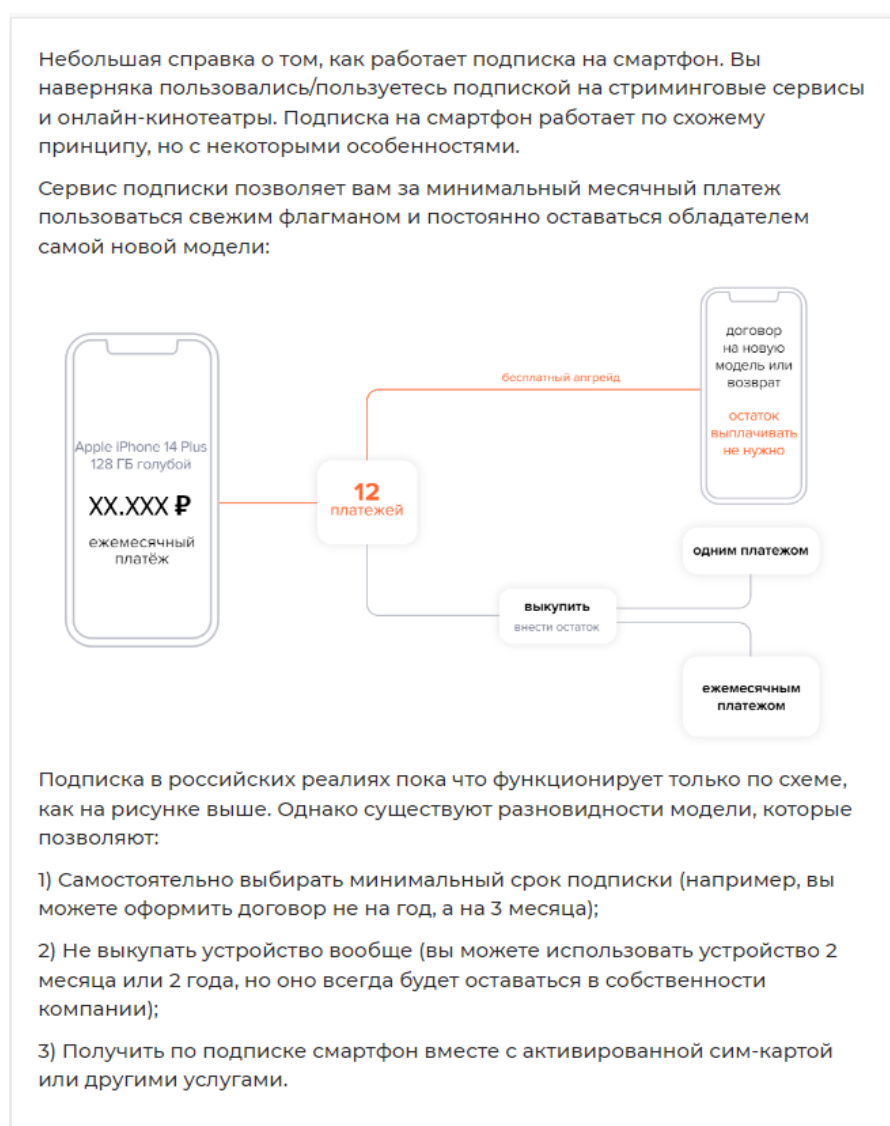 Небольшая справка о том, как работает подписка на смартфон. Вы
наверняка пользовались/пользуетесь подпиской на стриминговые сервисы
и онлайн-кинотеатры. Подписка на смартфон работает по схожему
принципу, но с некоторыми особенностями.
Сервис подписки позволяет вам за минимальный месячный платеж
пользоваться свежим флагманом и постоянно оставаться обладателем
самой новой модели:
Apple iPhone 14 Plus
128 ГБ голубой
XX.XXX ₽
ежемесячный
платёж
12
платежей
бесплатный апгрейд
договор
на новую
модель или
возврат
остаток
выплачивать
не нужно
выкупить
внести остаток
одним платежом
ежемесячным
платежом
Подписка в российских реалиях пока что функционирует только по схеме,
как на рисунке выше. Однако существуют разновидности модели, которые
позволяют:
1) Самостоятельно выбирать минимальный срок подписки (например, вы
можете оформить договор не на год, а на 3 месяца);
2) Не выкупать устройство вообще (вы можете использовать устройство 2
месяца или 2 года, но оно всегда будет оставаться в собственности
компании);
3) Получить по подписке смартфон вместе с активированной сим-картой
или другими услугами.